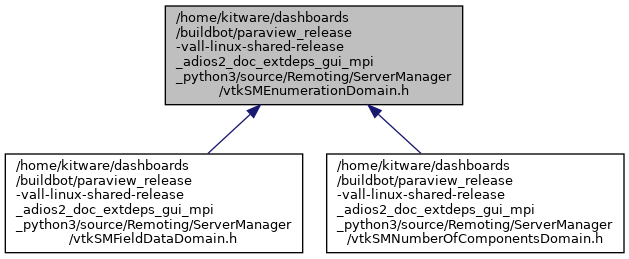 /home/kitware/dashboards
/buildbot/paraview_release
-vall-linux-shared-release
_adios2_doc_extdeps_gui_mpi
_python3/source/Remoting/ServerManager
/vtkSMEnumerationDomain.h
/home/kitware/dashboards
/buildbot/paraview_release
-vall-linux-shared-release
_adios2_doc_extdeps_gui_mpi
_python3/source/Remoting/ServerManager
/vtkSMFieldDataDomain.h
/home/kitware/dashboards
/buildbot/paraview_release
-vall-linux-shared-release
_adios2_doc_extdeps_gui_mpi
_python3/source/Remoting/ServerManager
/vtkSMNumberOfComponentsDomain.h